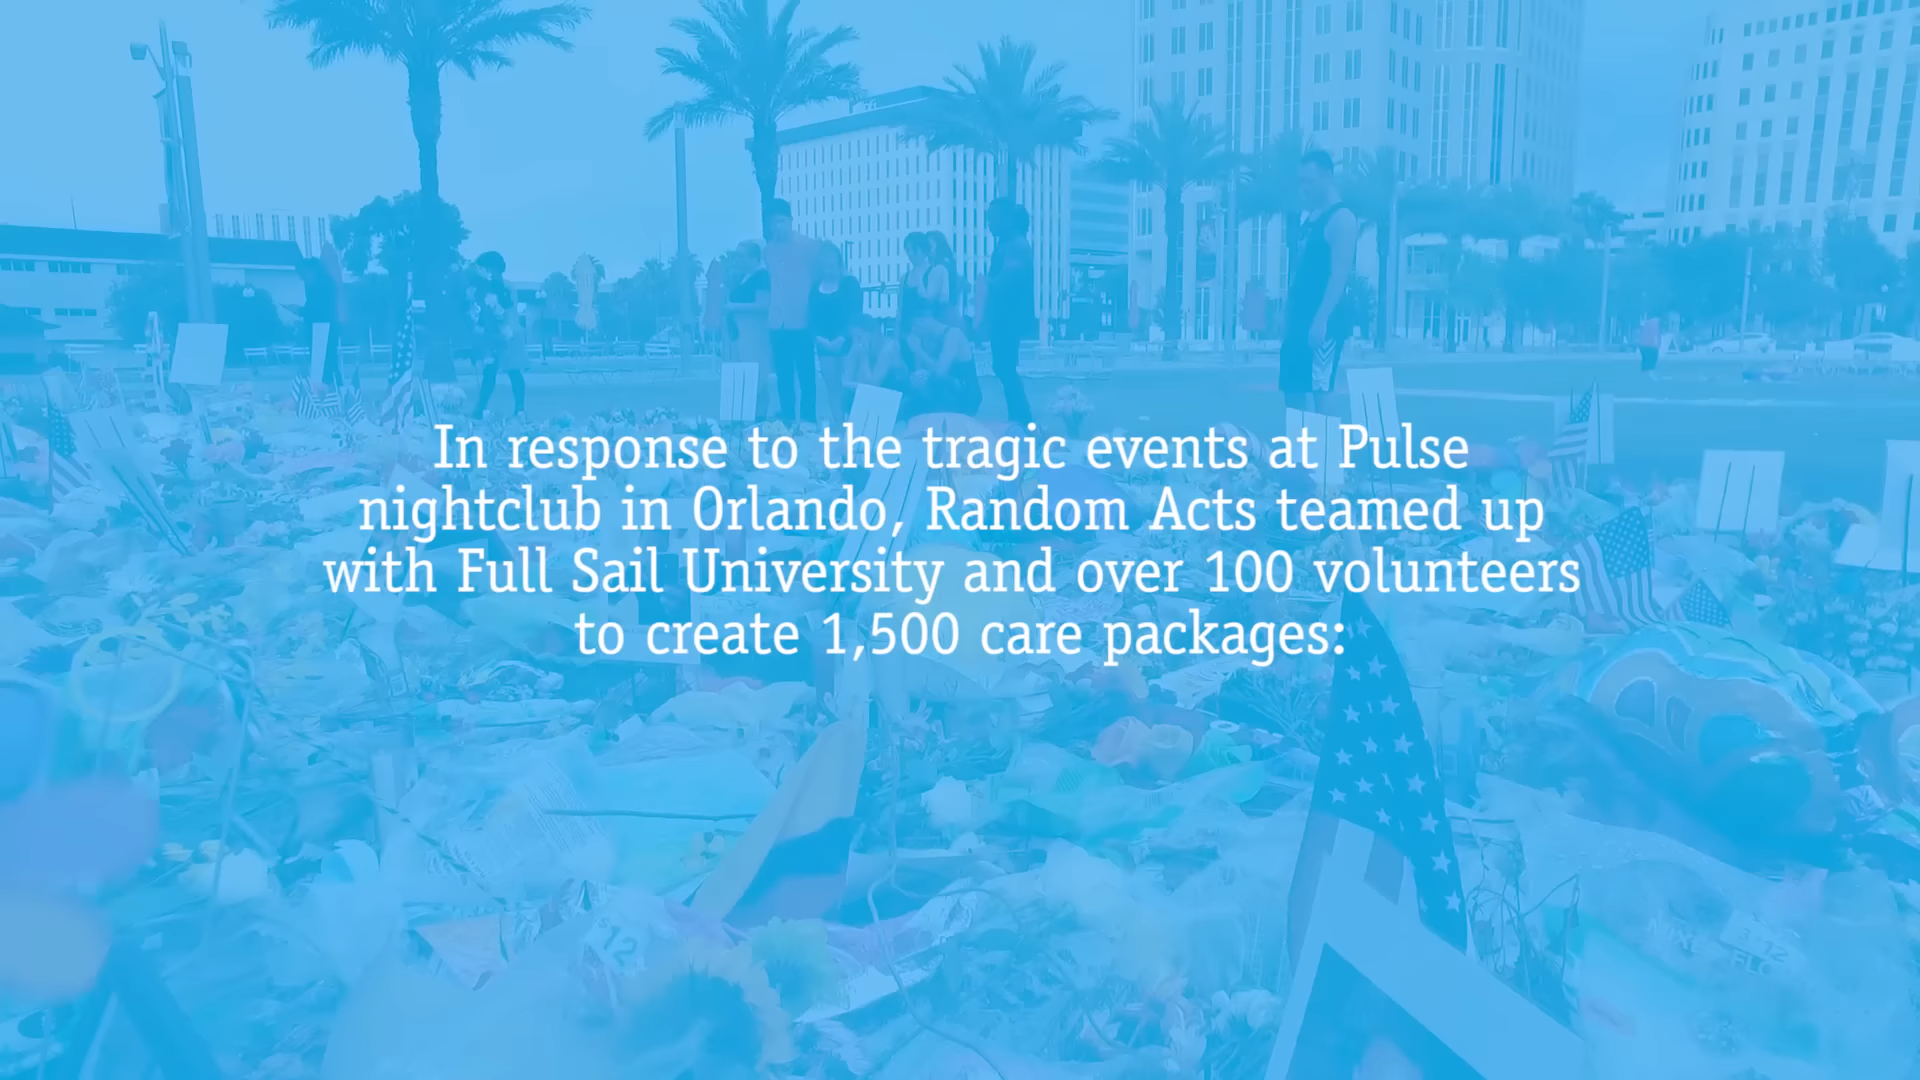 In response to the tragic events at Pulse
nightclub in Orlando, Random Acts teamed up
with Full Sail University and over 100 volunteers
to create 1,500 care packages:
'12